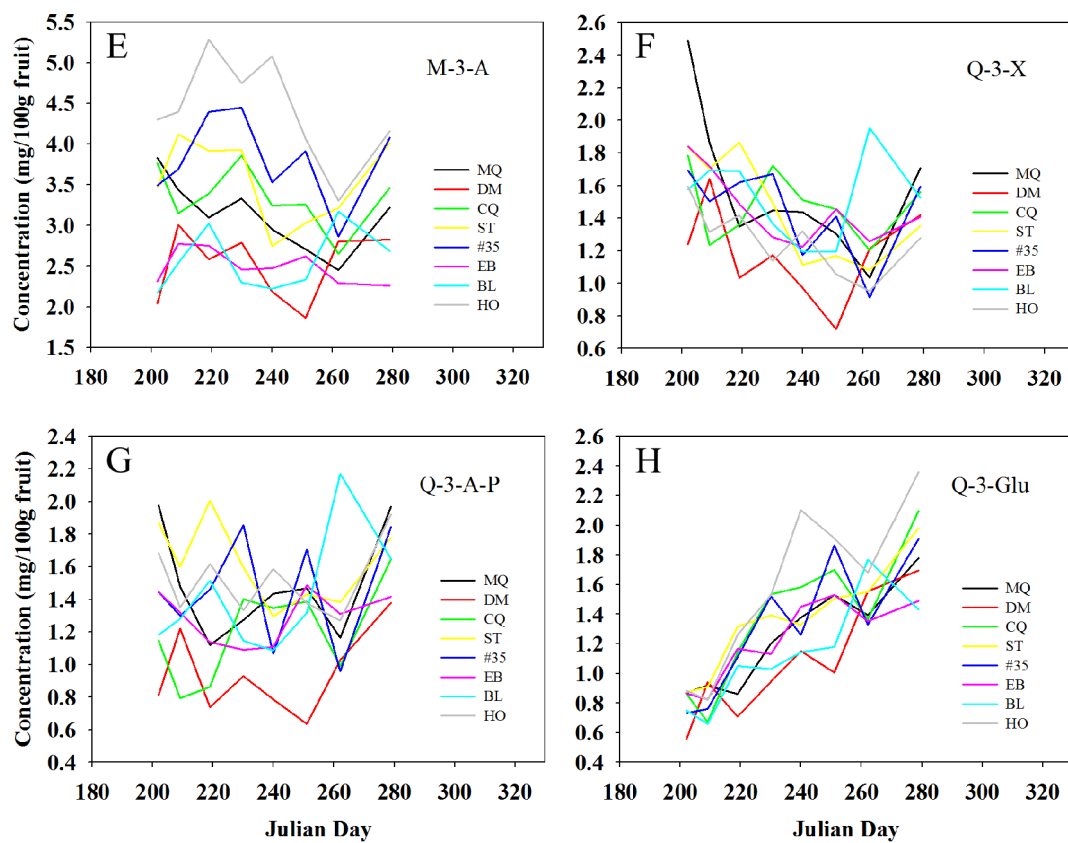 E
M-3-A
Concentration (mg/100g fruit)
5.5
5.0
4.5
4.0
3.5
3.0
2.5
2.0
1.5
180 200 220 240 260 280 300 320
MQ
DM
CQ
ST
#35
EB
BL
HO
F
Q-3-X
2.6
2.4
2.2
2.0
1.8
1.6
1.4
1.2
1.0
0.8
0.6
180 200 220 240 260 280 300 320
MQ
DM
CQ
ST
#35
EB
BL
HO
G
Q-3-A-P
Concentration (mg/100g fruit)
2.4
2.2
2.0
1.8
1.6
1.4
1.2
1.0
0.8
0.6
0.4
180 200 220 240 260 280 300 320
Julian Day
MQ
DM
CQ
ST
#35
EB
BL
HO
H
Q-3-Glu
2.6
2.4
2.2
2.0
1.8
1.6
1.4
1.2
1.0
0.8
0.6
0.4
180 200 220 240 260 280 300 320
Julian Day
MQ
DM
CQ
ST
#35
EB
BL
HO